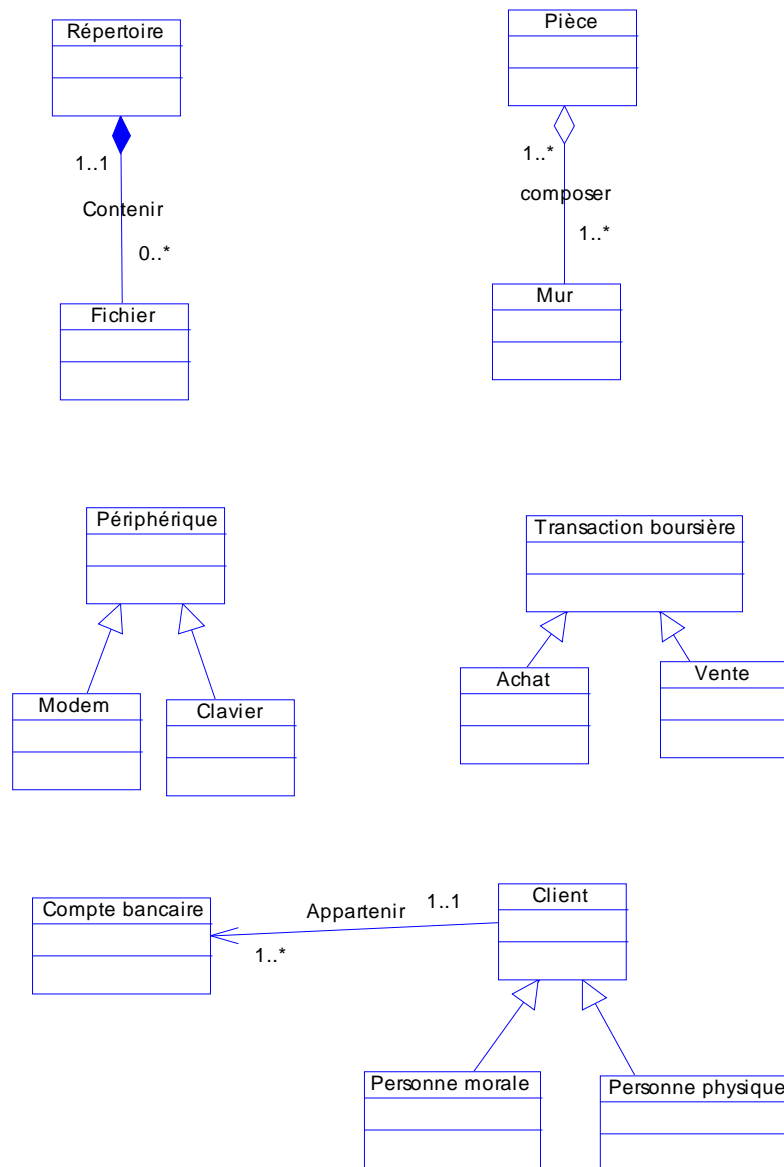 Répertoire
1..1
Contenir
0..*
Fichier
Pièce
1..*
composer
1..*
Mur
Périphérique
Modem
Clavier
Transaction boursière
Achat
Vente
Compte bancaire
Appartenir
1..1
1..*
Client
Personne morale
Personne physique